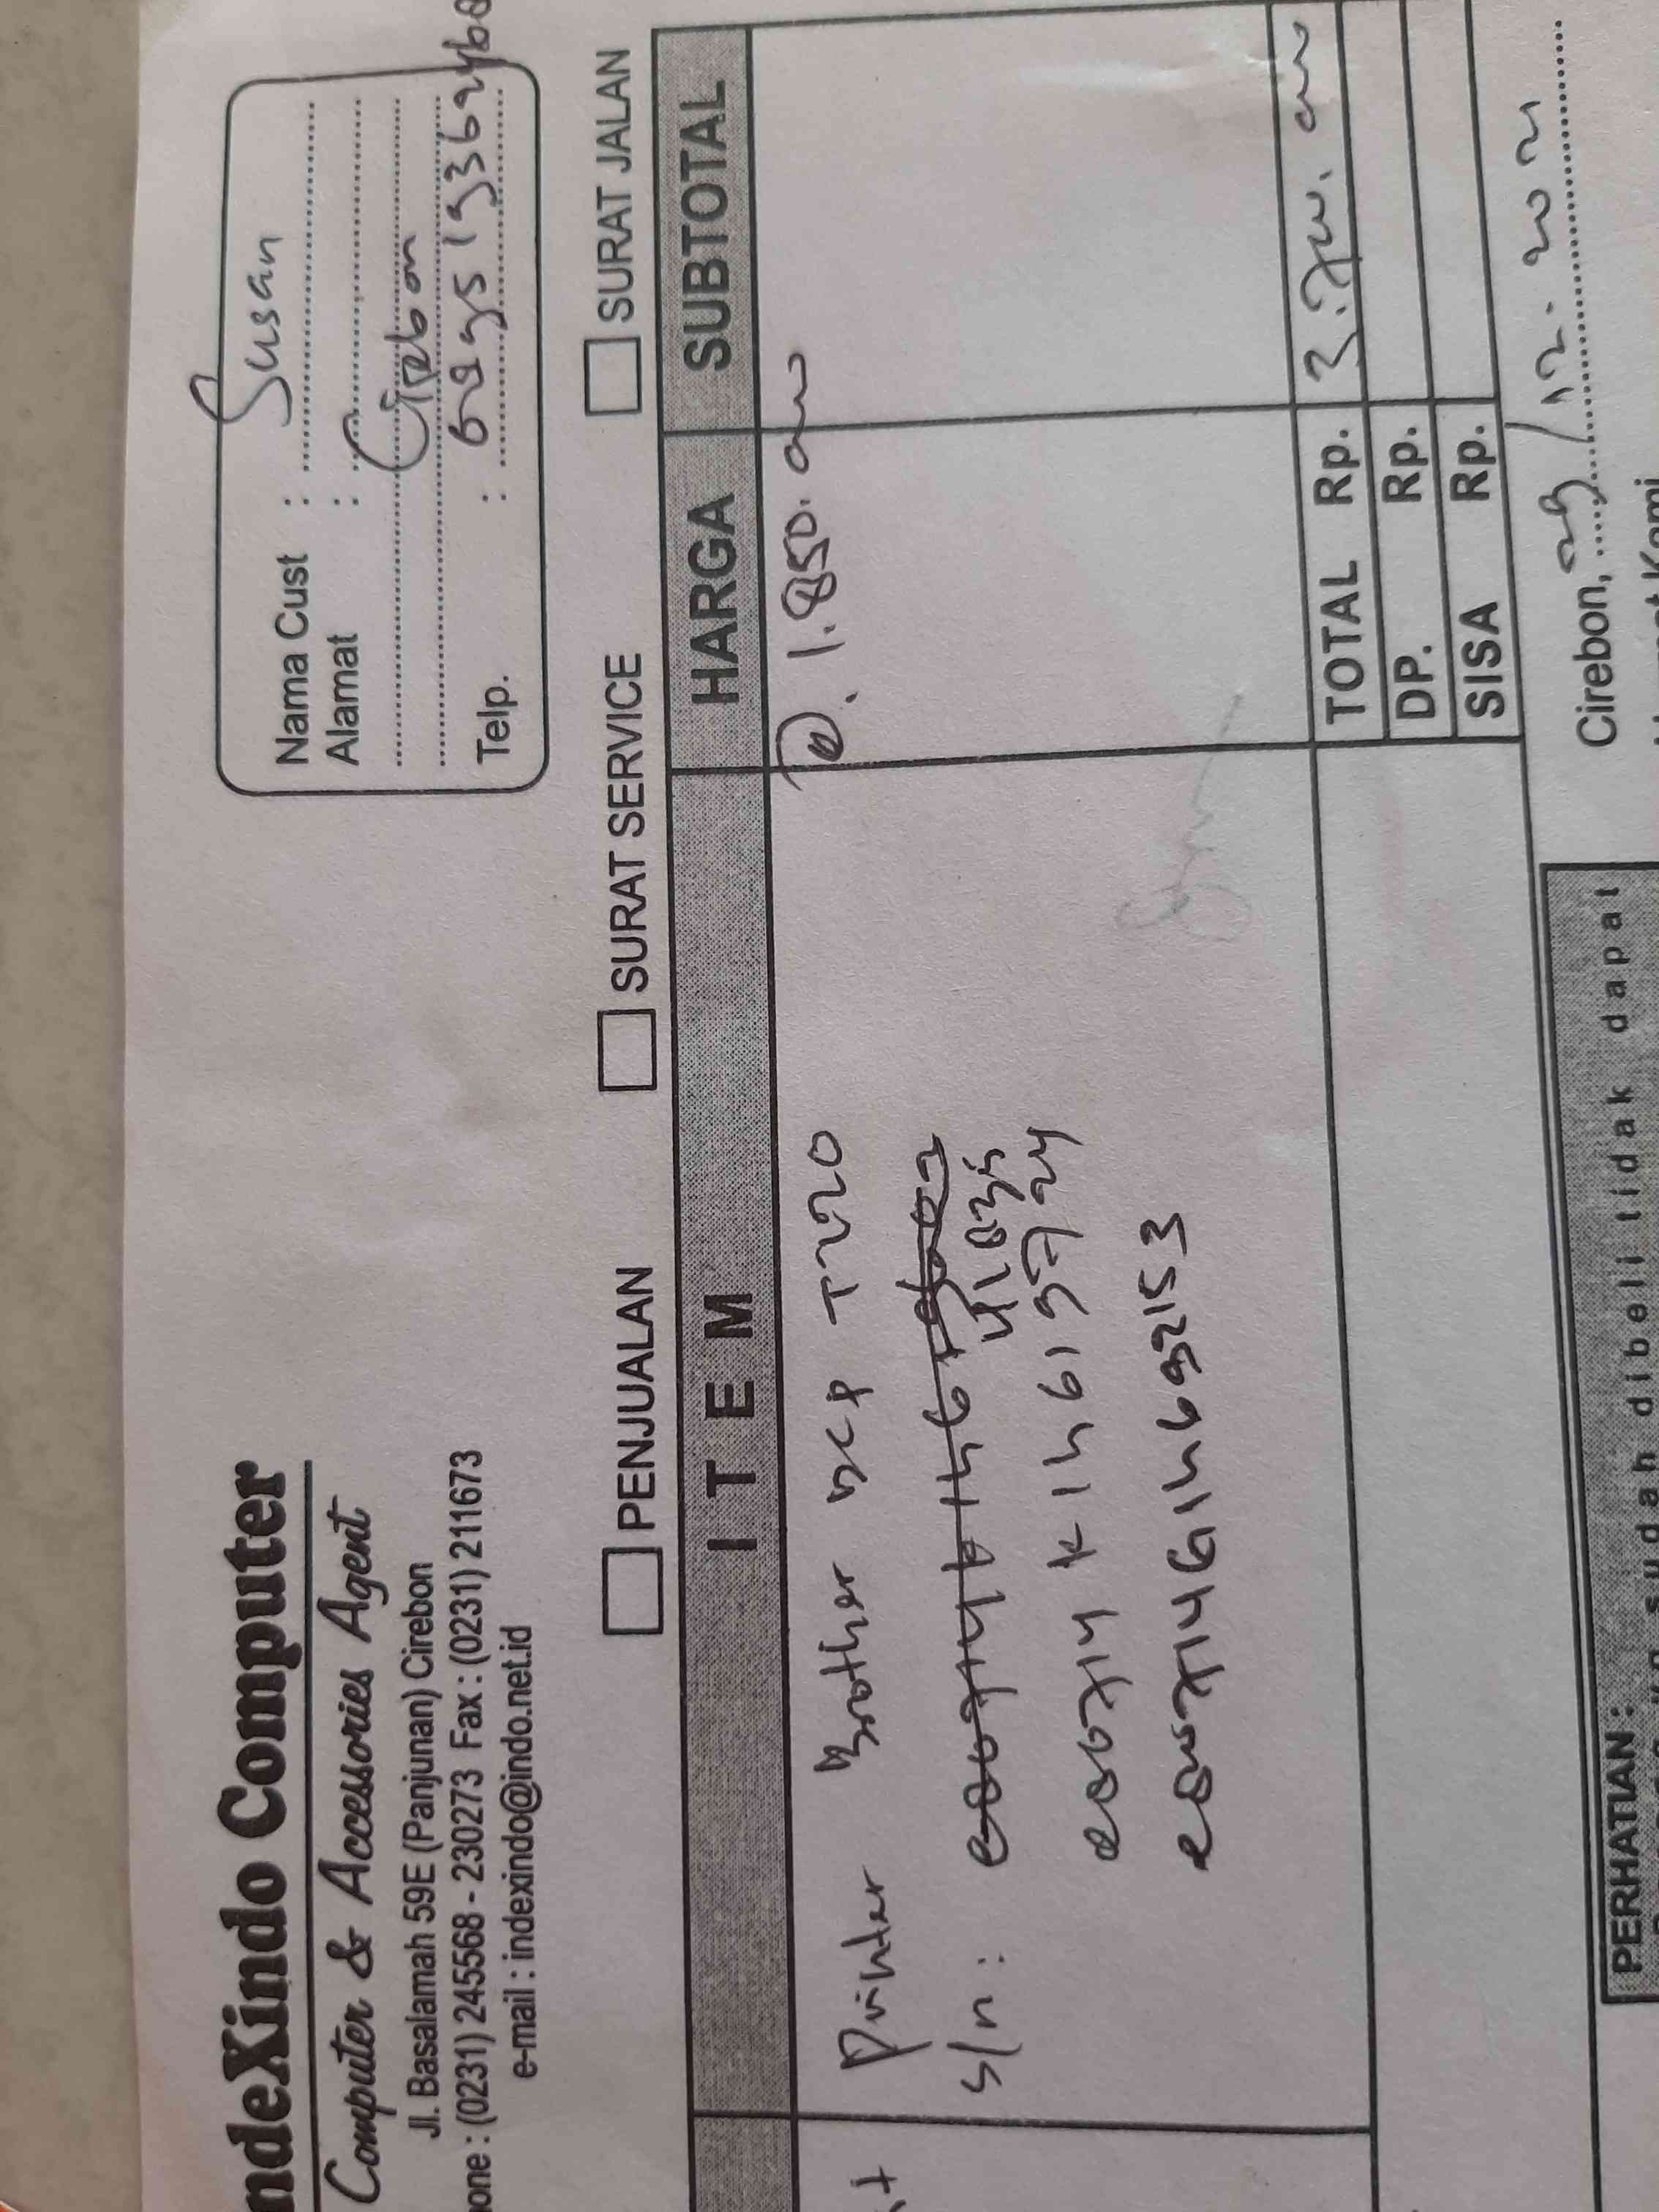 ndeXindo Computer
Computer & Accessories Agent
Jl. Basalamah 59E (Panjunan) Cirebon
one : (0231) 245568 - 230273 Fax : (0231) 211673
e-mail : indexindo@indo.net.id
Nama Cust : Susan
Alamat : Cirebon
Telp. :
PENJUALAN SURAT SERVICE SURAT JALAN
ITEM HARGA SUBTOTAL
Printer Brother DCP T220 @. 1.850.000
s/n :
TOTAL Rp. 3.700.000
DP. Rp.
SISA Rp.
Cirebon,
PERHATIAN :
sudah dibeli tidak dapat